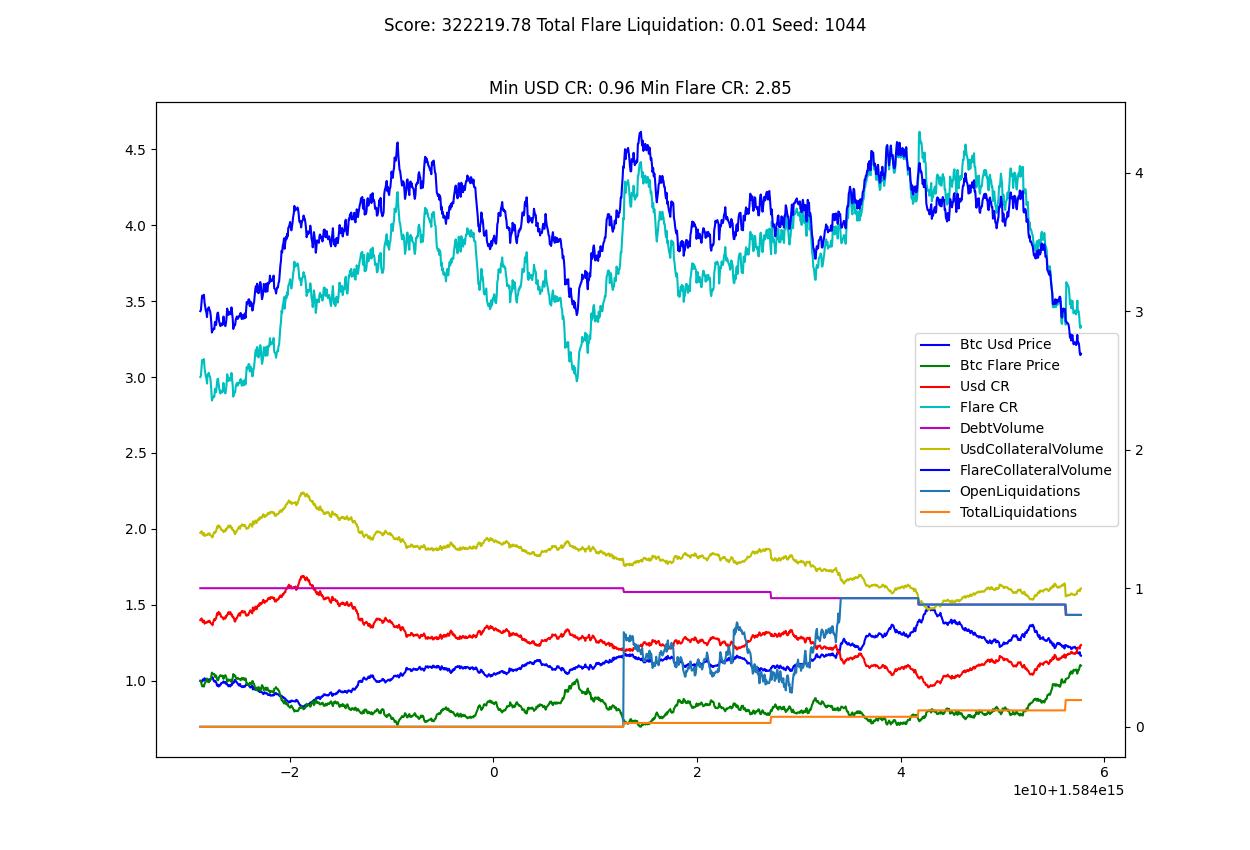 Score: 322219.78 Total Flare Liquidation: 0.01 Seed: 1044
Min USD CR: 0.96 Min Flare CR: 2.85
4.5
4.0
3.5
3.0
2.5
2.0
1.5
1.0
4
3
2
1
0
Btc Usd Price
Btc Flare Price
Usd CR
Flare CR
DebtVolume
UsdCollateralVolume
FlareCollateralVolume
OpenLiquidations
TotalLiquidations
−2 0 2 4 6
1e10+1.584e15